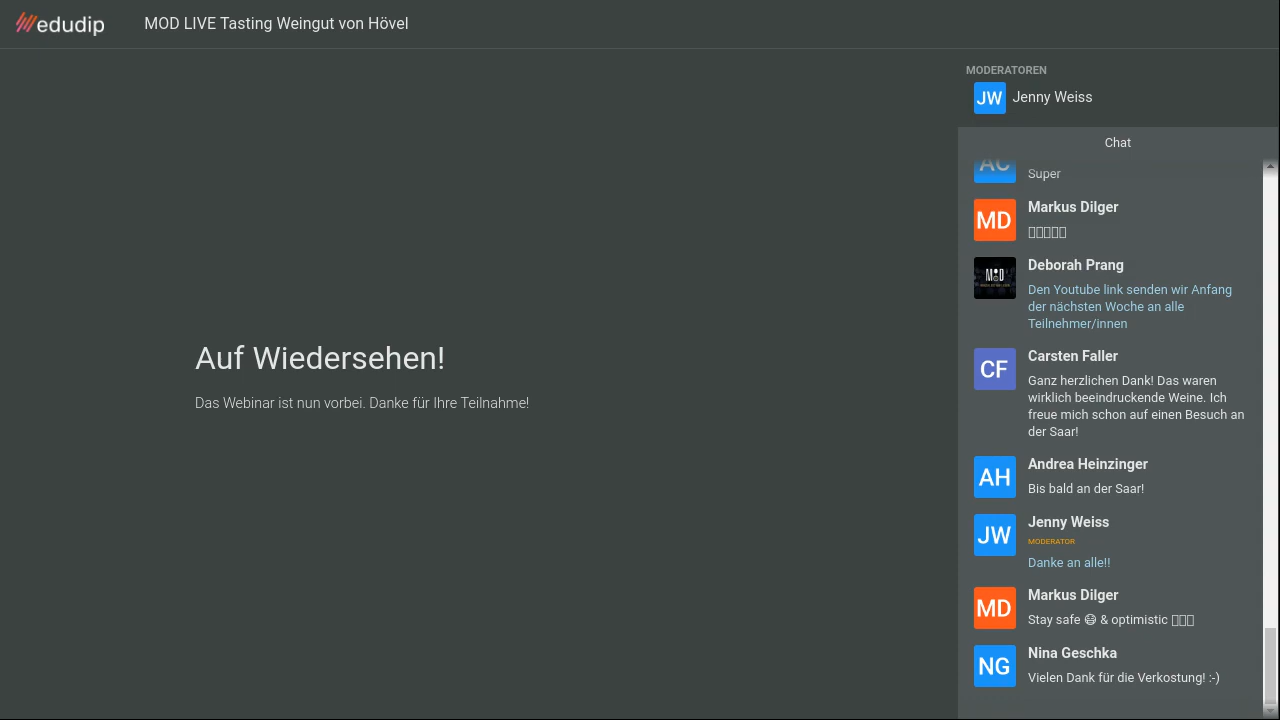 edudip
MOD LIVE Tasting Weingut von Hövel
MODERATOREN
JW
Jenny Weiss
Chat
AC
Super
MD
Markus Dilger
MOD
Deborah Prang
Den Youtube link senden wir Anfang
der nächsten Woche an alle
Teilnehmer/innen
CF
Carsten Faller
Ganz herzlichen Dank! Das waren
wirklich beeindruckende Weine. Ich
freue mich schon auf einen Besuch an
der Saar!
AH
Andrea Heinzinger
Bis bald an der Saar!
JW
Jenny Weiss
MODERATOR
Danke an alle!!
MD
Markus Dilger
Stay safe 😷 & optimistic
NG
Nina Geschka
Vielen Dank für die Verkostung! :-)
Auf Wiedersehen!
Das Webinar ist nun vorbei. Danke für Ihre Teilnahme!